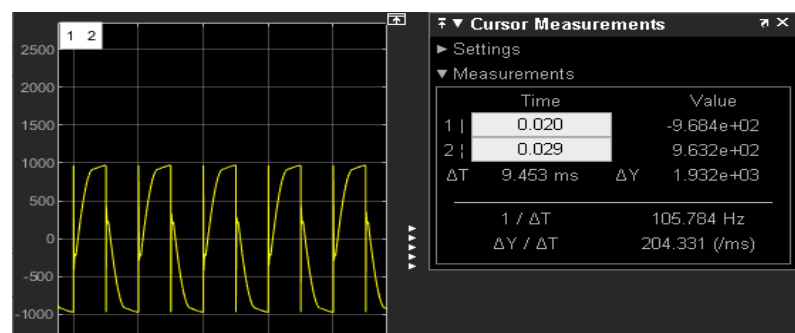 1 2
2500
2000
1500
1000
500
0
-500
-1000
Cursor Measurements
Settings
Measurements
Time Value
1 | 0.020 -9.684e+02
2 ¦ 0.029 9.632e+02
ΔT 9.453 ms ΔY 1.932e+03
1 / ΔT 105.784 Hz
ΔY / ΔT 204.331 (/ms)